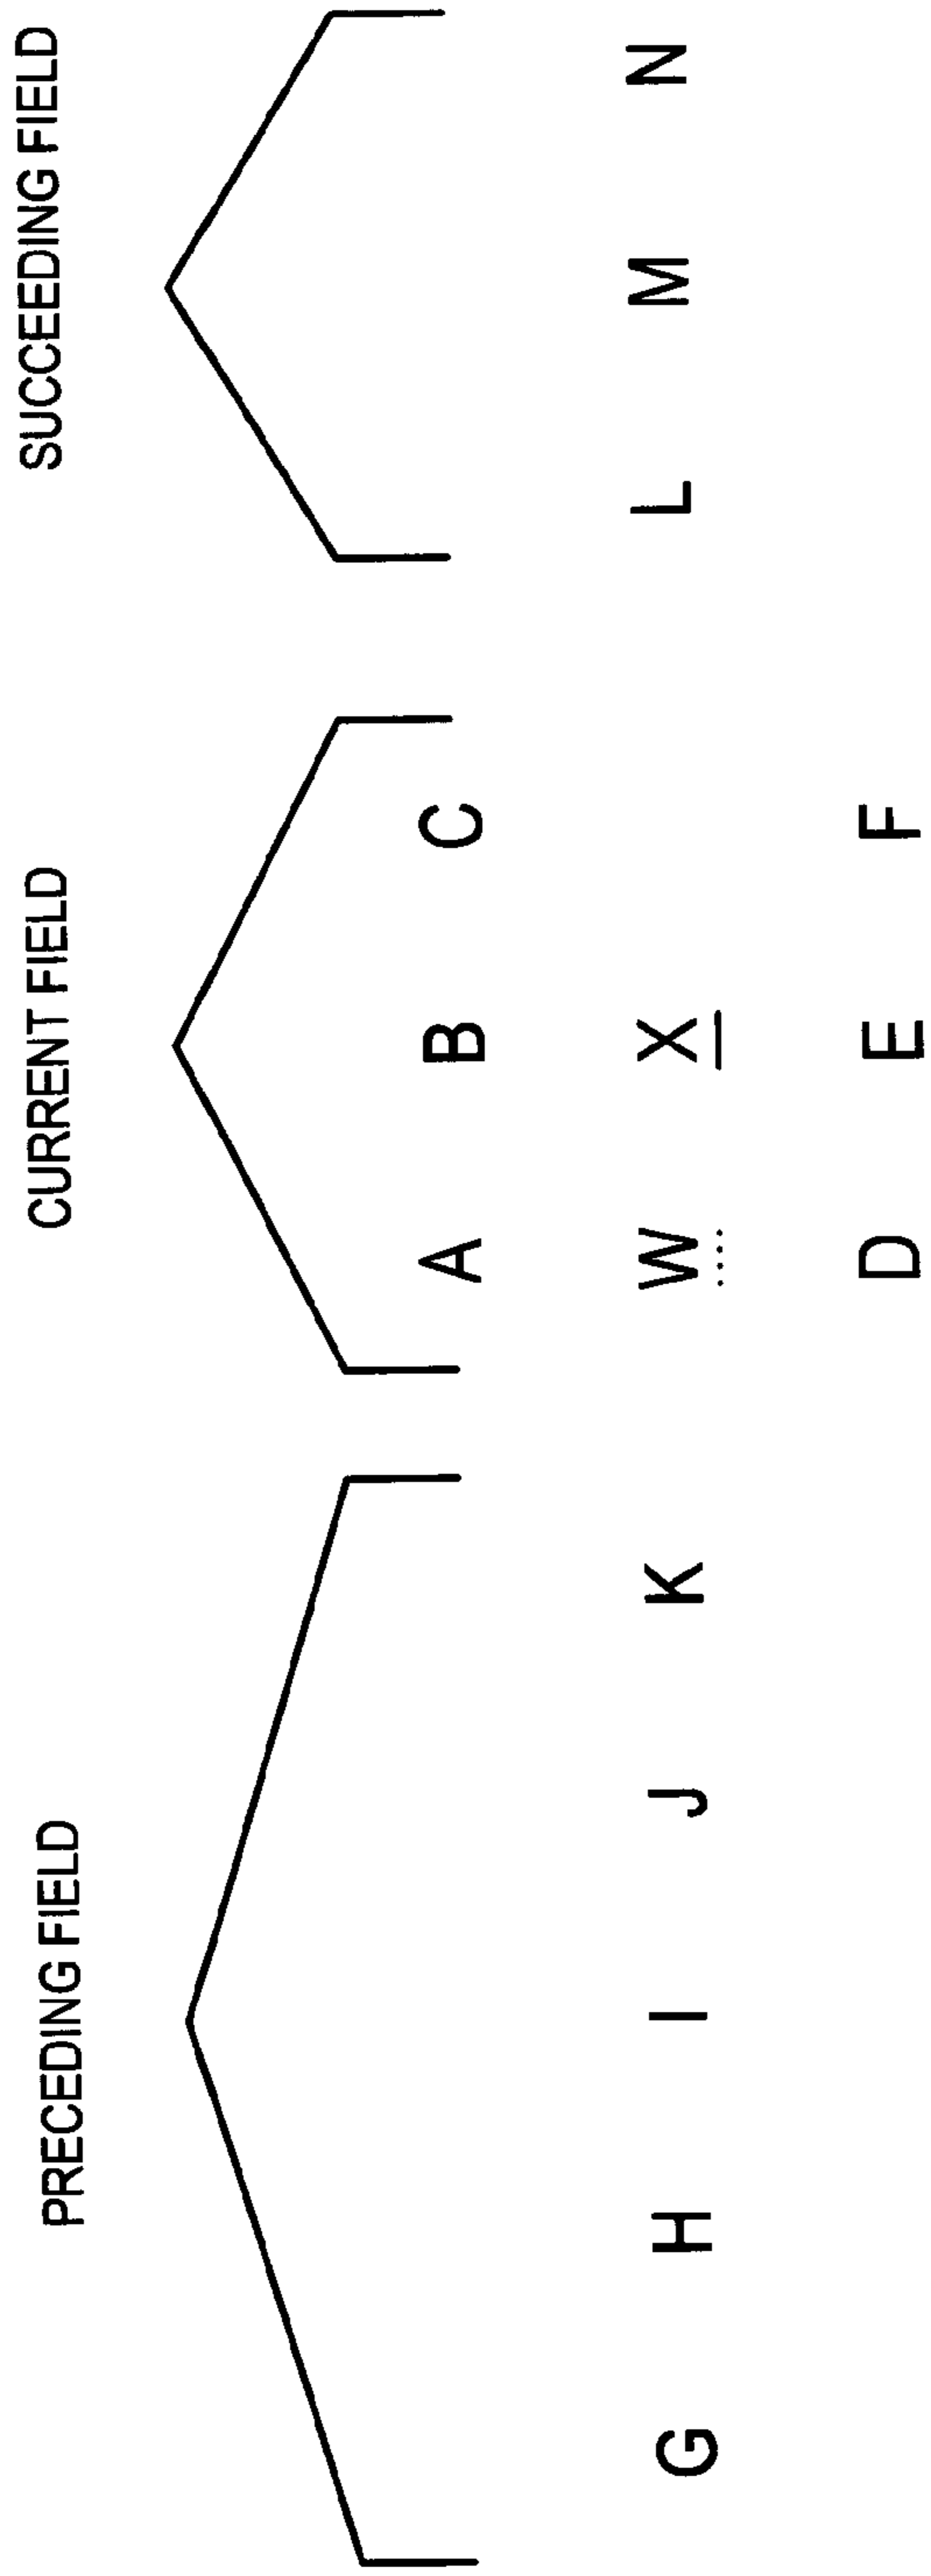 PRECEDING FIELD CURRENT FIELD SUCCEEDING FIELD
A B C
G H I J K W X L M N
D E F